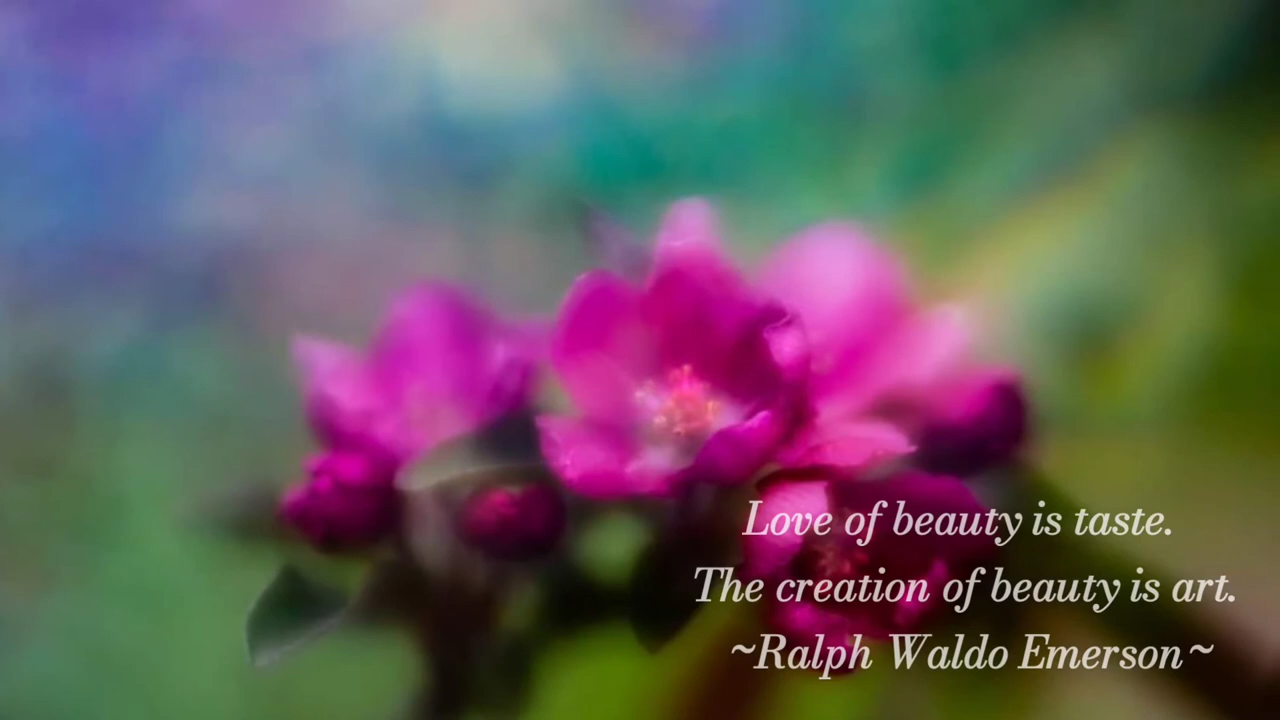 Love of beauty is taste.
The creation of beauty is art.
~Ralph Waldo Emerson~